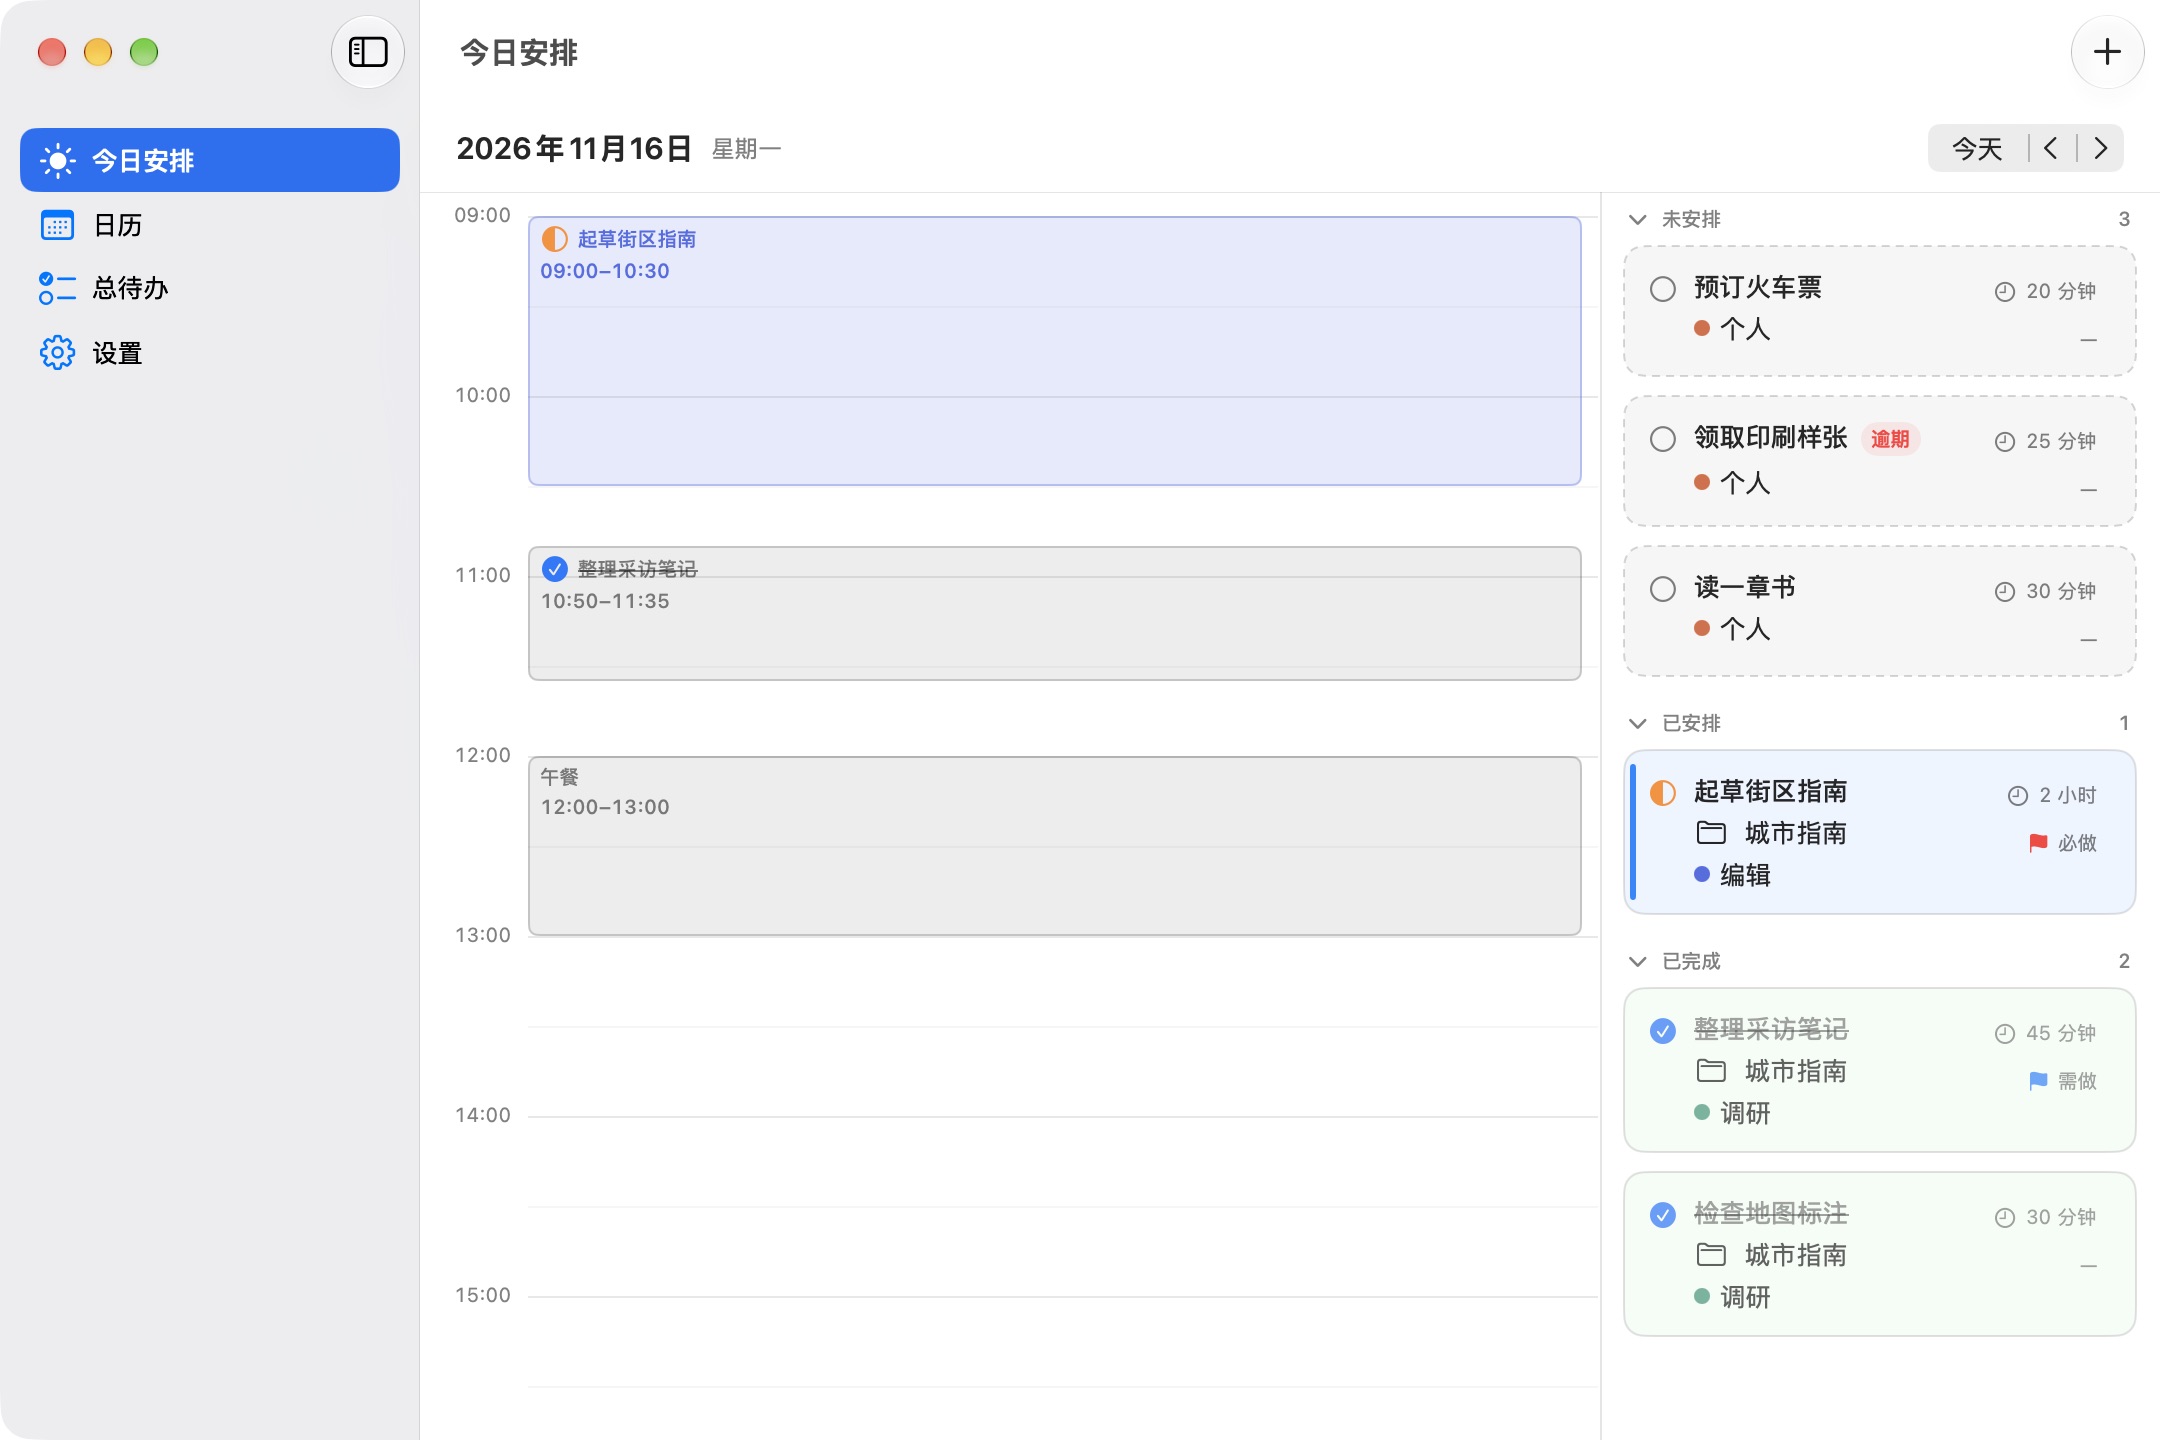 今日安排
日历
总待办
设置
今日安排
2026年11月16日 星期一
今天
09:00
起草街区指南
09:00–10:30
10:00
11:00
整理采访笔记
10:50–11:35
12:00
午餐
12:00–13:00
13:00
14:00
15:00
未安排 3
预订火车票 20 分钟
个人 —
领取印刷样张 逾期 25 分钟
个人 —
读一章书 30 分钟
个人 —
已安排 1
起草街区指南 2 小时
城市指南 必做
编辑
已完成 2
整理采访笔记 45 分钟
城市指南 需做
调研
检查地图标注 30 分钟
城市指南 —
调研